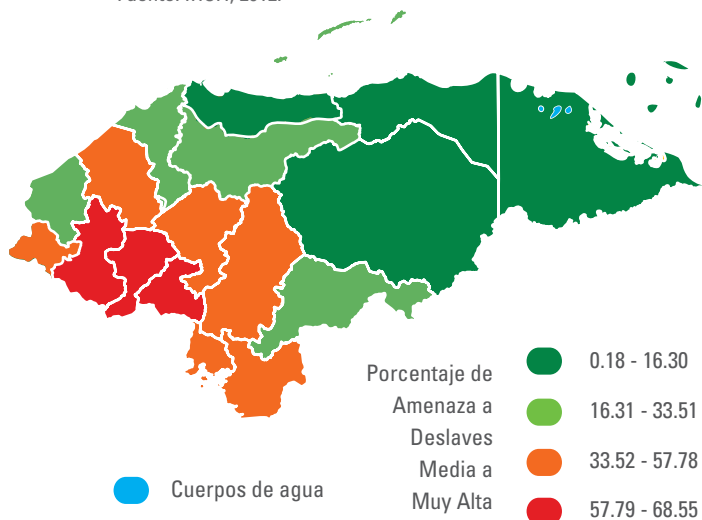 Porcentaje de
Amenaza a
Deslaves
Media a
Muy Alta
0.18 - 16.30
16.31 - 33.51
33.52 - 57.78
57.79 - 68.55
Cuerpos de agua